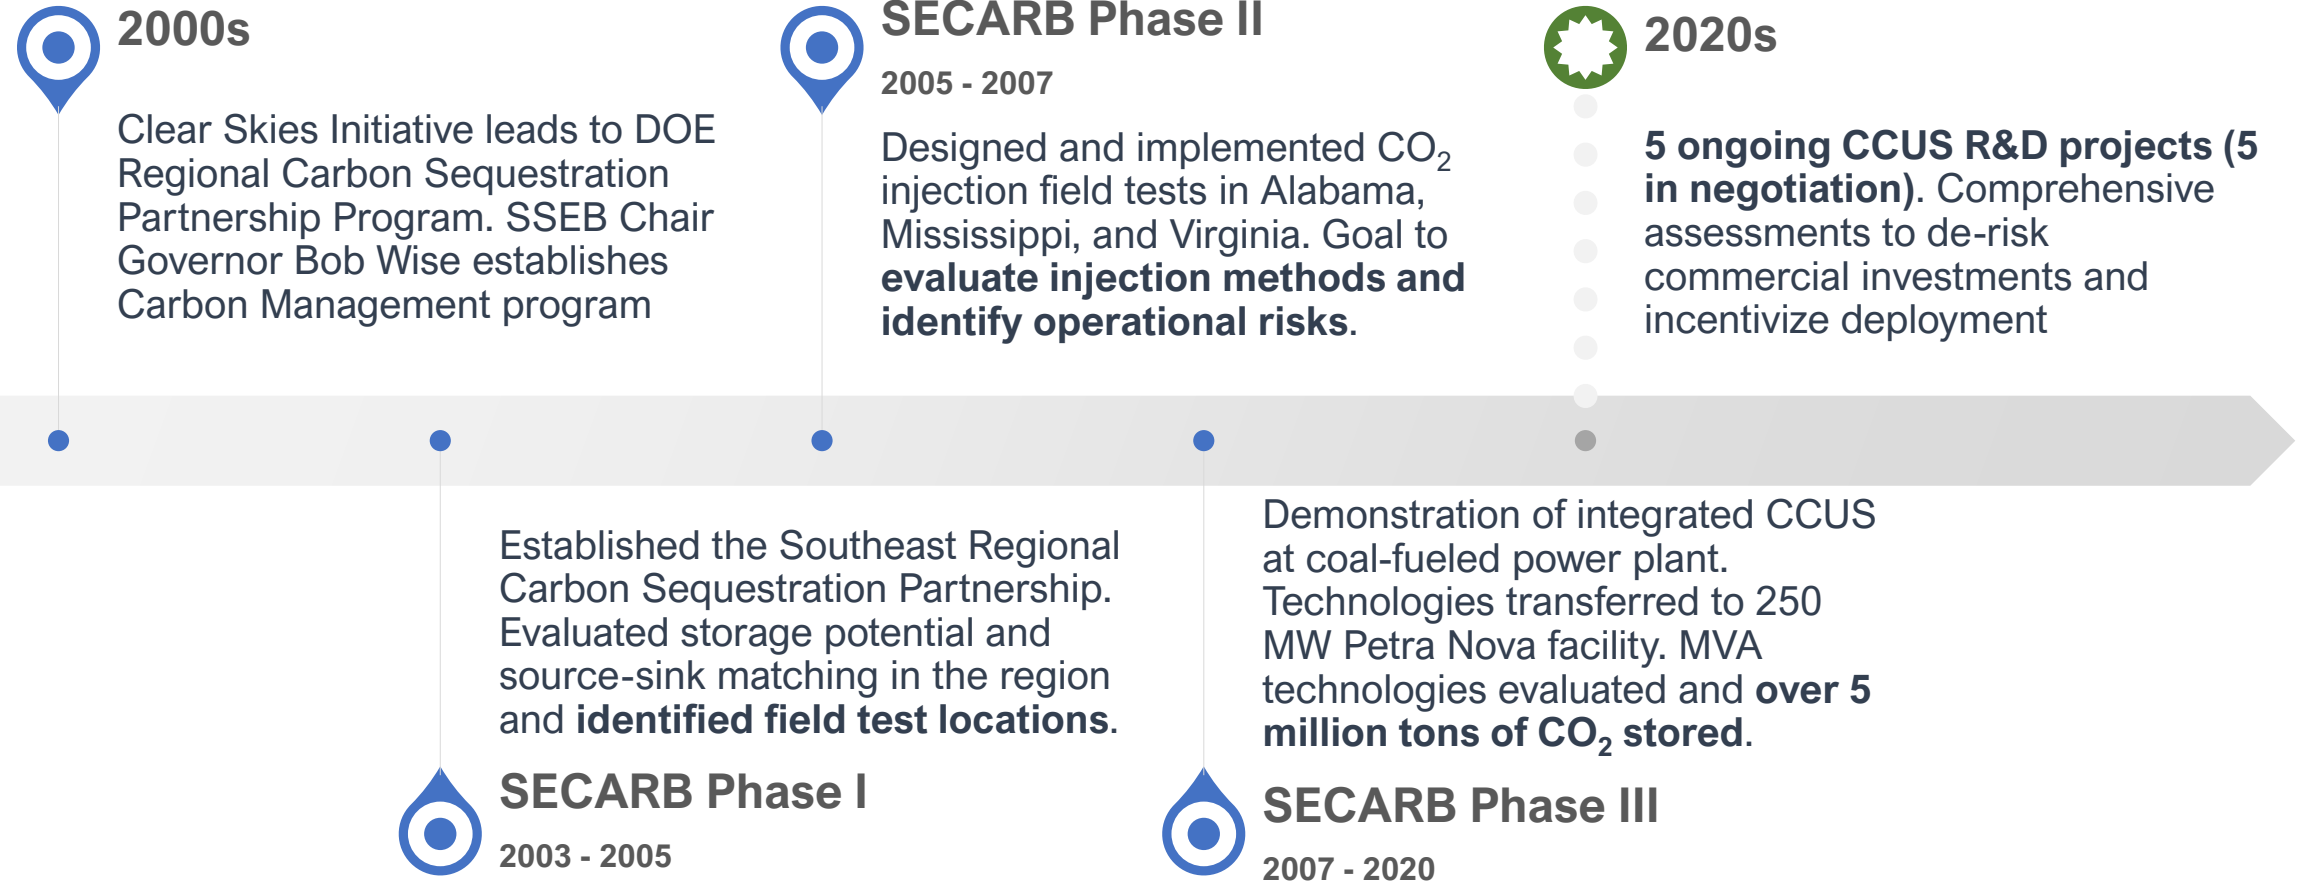 2000s
Clear Skies Initiative leads to DOE
Regional Carbon Sequestration
Partnership Program. SSEB Chair
Governor Bob Wise establishes
Carbon Management program
SECARB Phase II
2005 - 2007
Designed and implemented CO₂
injection field tests in Alabama,
Mississippi, and Virginia. Goal to
evaluate injection methods and
identify operational risks.
2020s
5 ongoing CCUS R&D projects (5
in negotiation). Comprehensive
assessments to de-risk
commercial investments and
incentivize deployment
Established the Southeast Regional
Carbon Sequestration Partnership.
Evaluated storage potential and
source-sink matching in the region
and identified field test locations.
SECARB Phase I
2003 - 2005
Demonstration of integrated CCUS
at coal-fueled power plant.
Technologies transferred to 250
MW Petra Nova facility. MVA
technologies evaluated and over 5
million tons of CO₂ stored.
SECARB Phase III
2007 - 2020